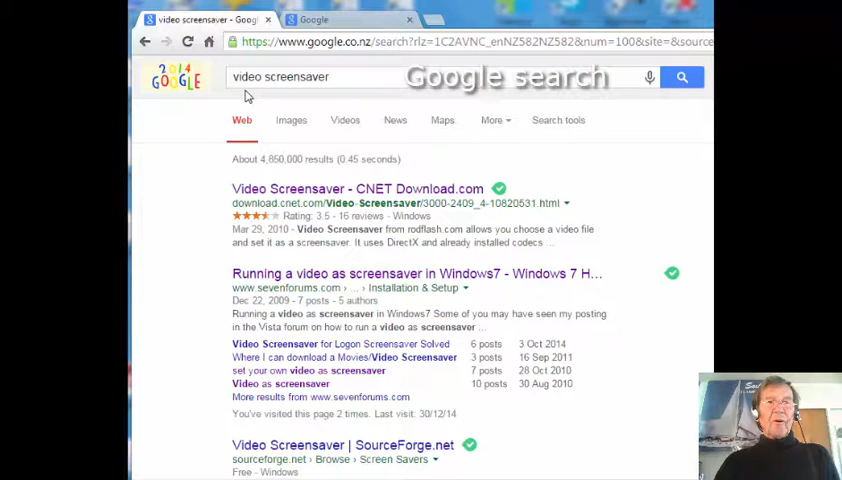 video screensaver - Googl
Google
https://www.google.co.nz/search?rlz=1C2AVNC_enNZ582NZ582&num=100&site=&source
2014
GOOGLE
video screensaver
Google search
Web Images Videos News Maps More Search tools
About 4,850,000 results (0.45 seconds)
Video Screensaver - CNET Download.com
download.cnet.com/Video-Screensaver/3000-2409_4-10820531.html
Rating: 3.5 - 16 reviews - Windows
Mar 29, 2010 - Video Screensaver from rodflash.com allows you choose a video file
and set it as a screensaver. It uses DirectX and already installed codecs ...
Running a video as screensaver in Windows7 - Windows 7 H...
www.sevenforums.com › ... › Installation & Setup
Dec 22, 2009 - 7 posts - 5 authors
Running a video as screensaver in Windows7 Some of you may have seen my posting
in the Vista forum on how to run a video as screensaver ...
Video Screensaver for Logon Screensaver Solved 6 posts 3 Oct 2014
Where I can download a Movies/Video Screensaver 3 posts 16 Sep 2011
set your own video as screensaver 7 posts 28 Oct 2010
Video as screensaver 10 posts 30 Aug 2010
More results from www.sevenforums.com
You've visited this page 2 times. Last visit: 30/12/14
Video Screensaver | SourceForge.net
sourceforge.net › Browse › Screen Savers
Free - Windows